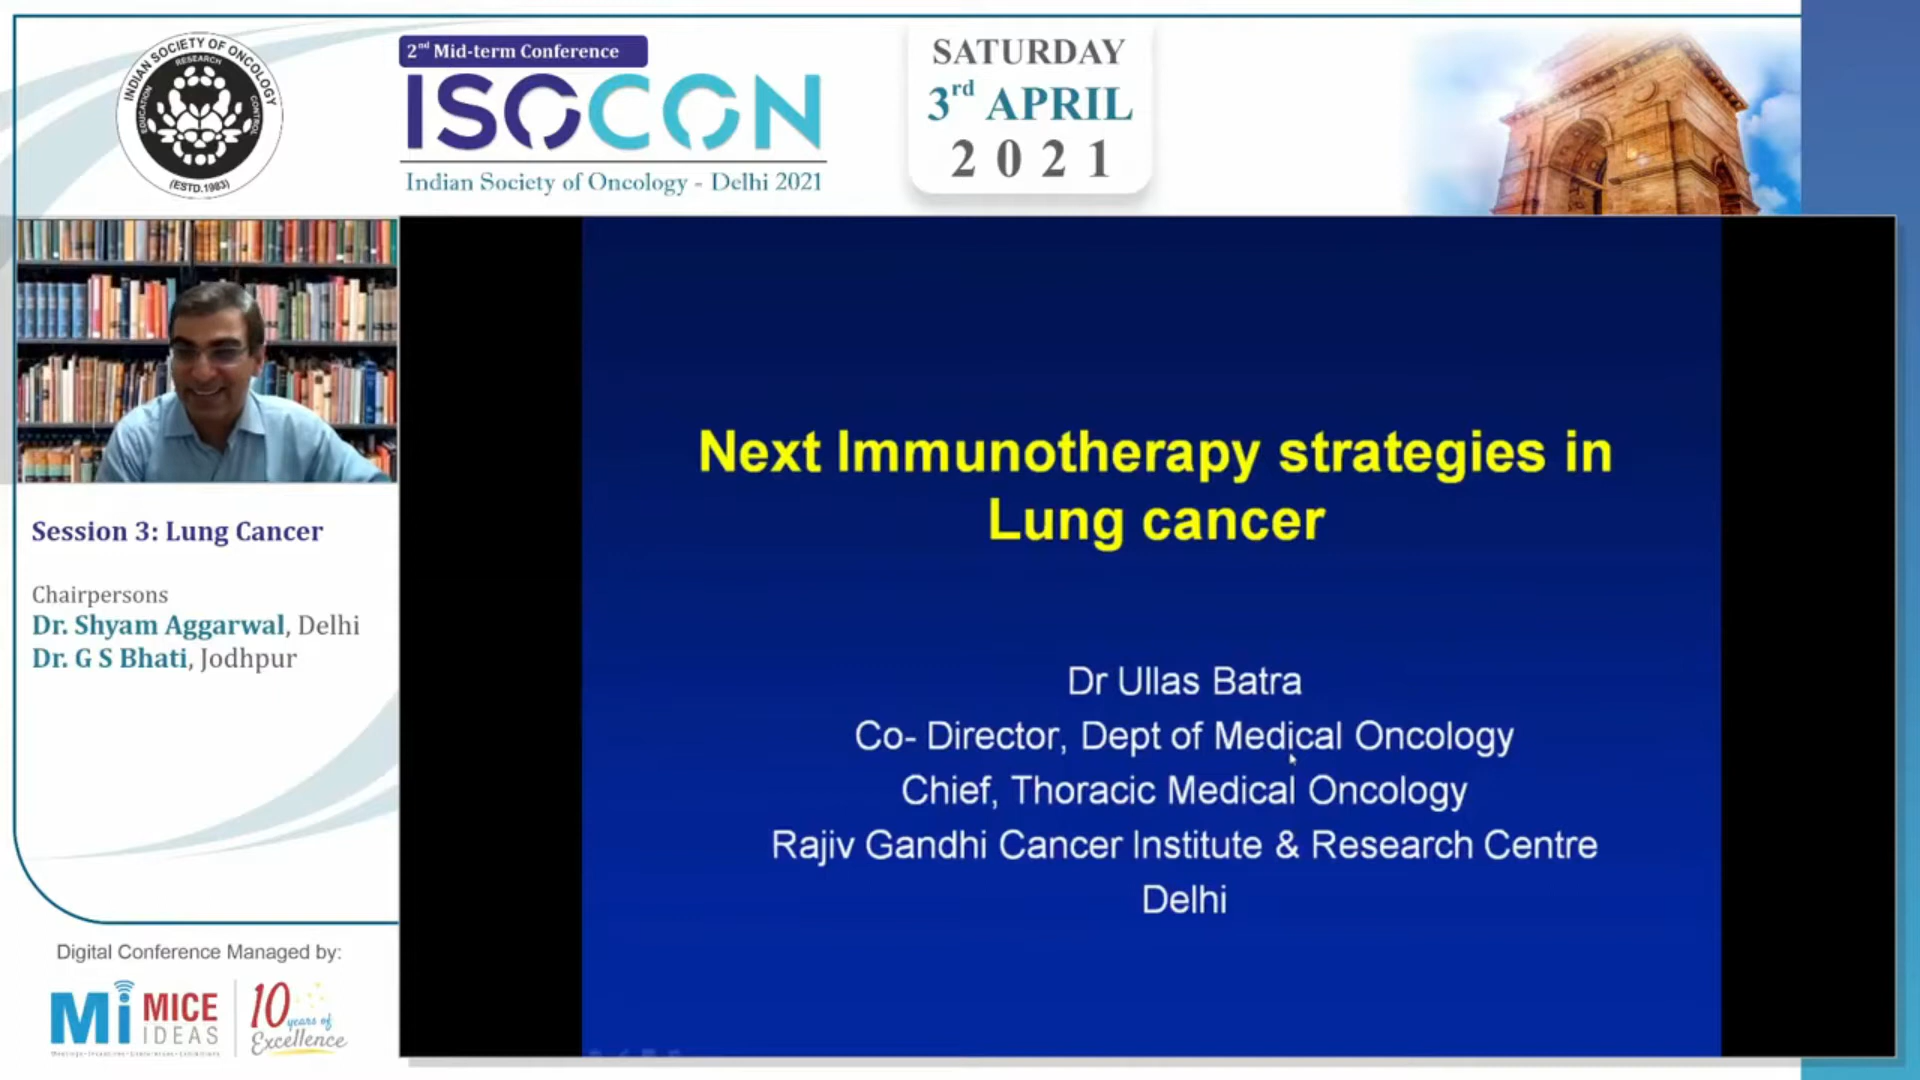 INDIAN SOCIETY OF ONCOLOGY
RESEARCH
EDUCATION
CONTROL
(ESTD.1983)
2nd Mid-term Conference
ISOCON
Indian Society of Oncology - Delhi 2021
SATURDAY
3rd APRIL
2021
Session 3: Lung Cancer
Chairpersons
Dr. Shyam Aggarwal, Delhi
Dr. G S Bhati, Jodhpur
Next Immunotherapy strategies in
Lung cancer
Dr Ullas Batra
Co- Director, Dept of Medical Oncology
Chief, Thoracic Medical Oncology
Rajiv Gandhi Cancer Institute & Research Centre
Delhi
Digital Conference Managed by:
Mi MICE
IDEAS
10
years of
Excellence